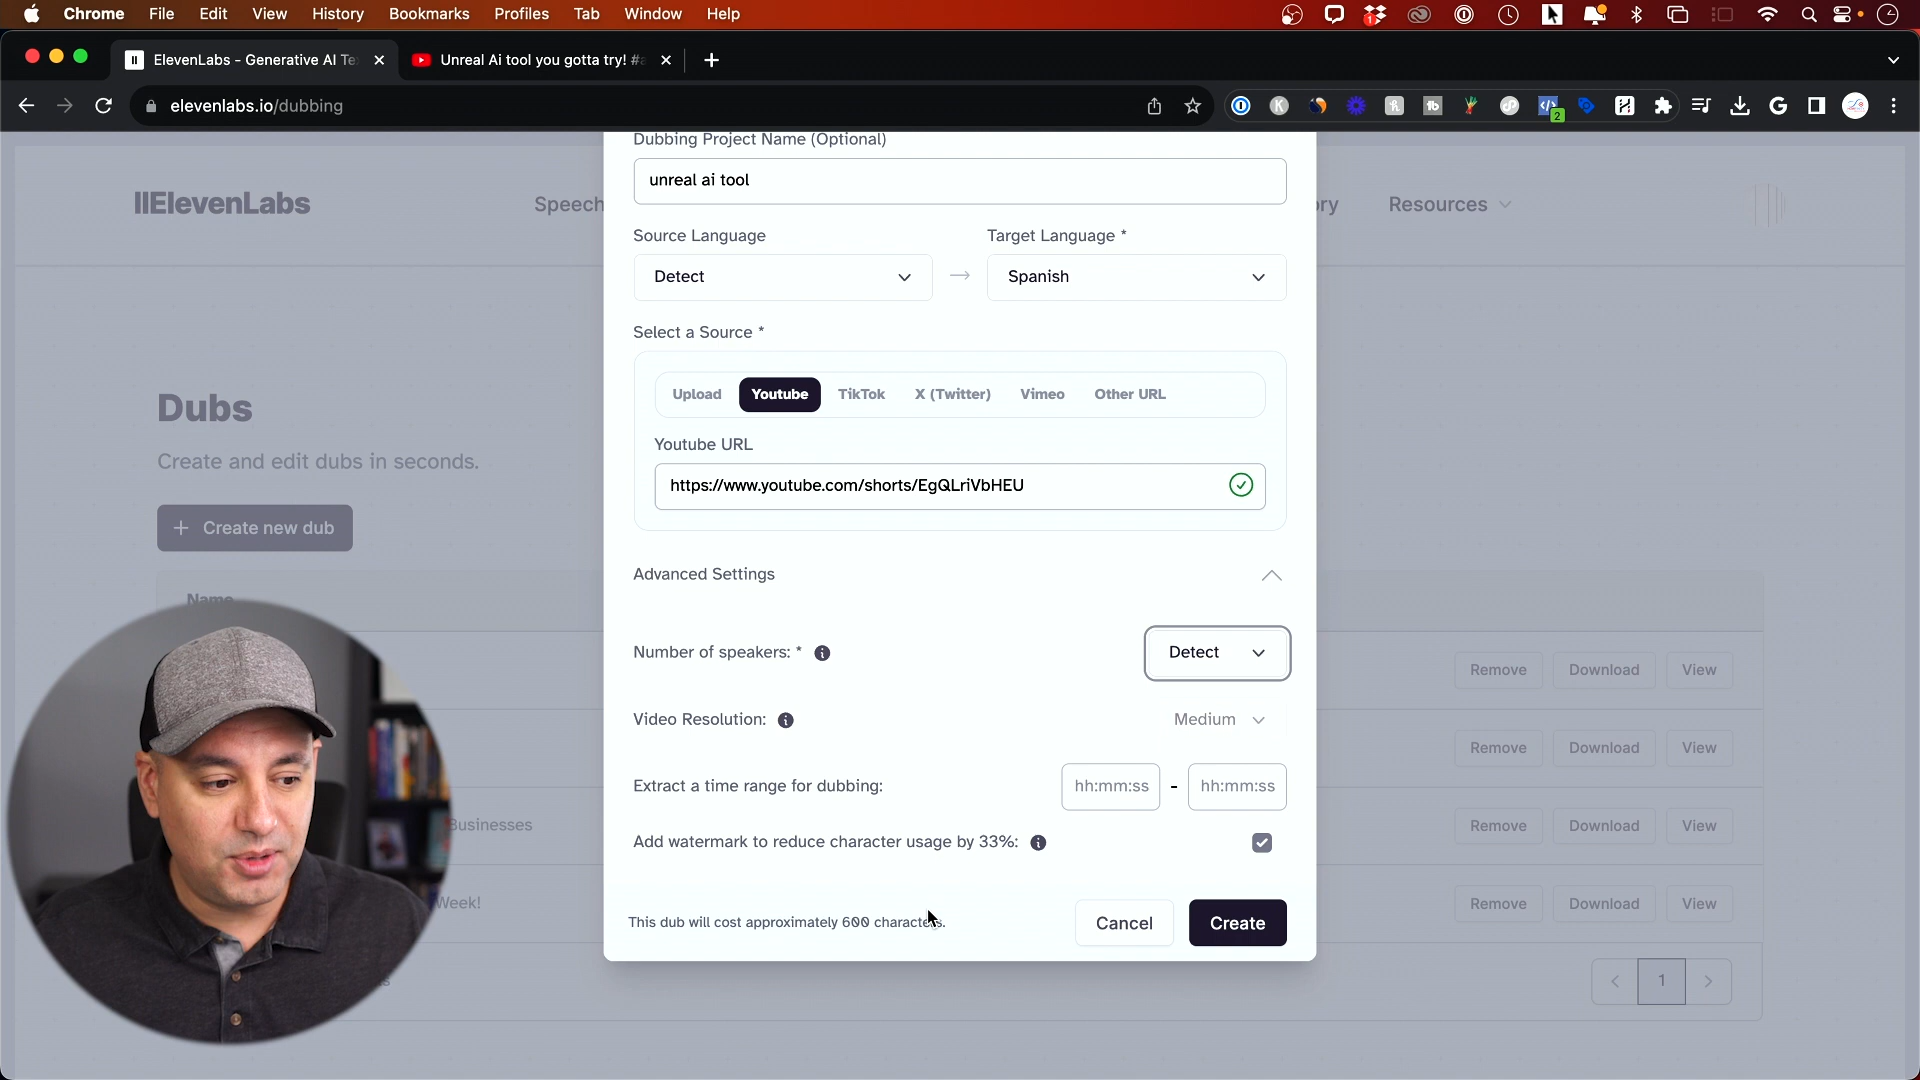 Chrome File Edit View History Bookmarks Profiles Tab Window Help
ElevenLabs - Generative AI Te
Unreal Ai tool you gotta try! #a
elevenlabs.io/dubbing
Dubbing Project Name (Optional)
unreal ai tool
IIElevenLabs
Speech
ory
Resources
Source Language
Target Language *
Detect
Spanish
Select a Source *
Upload Youtube TikTok X (Twitter) Vimeo Other URL
Youtube URL
https://www.youtube.com/shorts/EgQLriVbHEU
Dubs
Create and edit dubs in seconds.
+ Create new dub
Name
Advanced Settings
Number of speakers: *
Detect
Remove Download View
Video Resolution:
Medium
Remove Download View
Extract a time range for dubbing:
hh:mm:ss - hh:mm:ss
Businesses
Remove Download View
Add watermark to reduce character usage by 33%:
Week!
Remove Download View
This dub will cost approximately 600 characters.
Cancel
Create
1